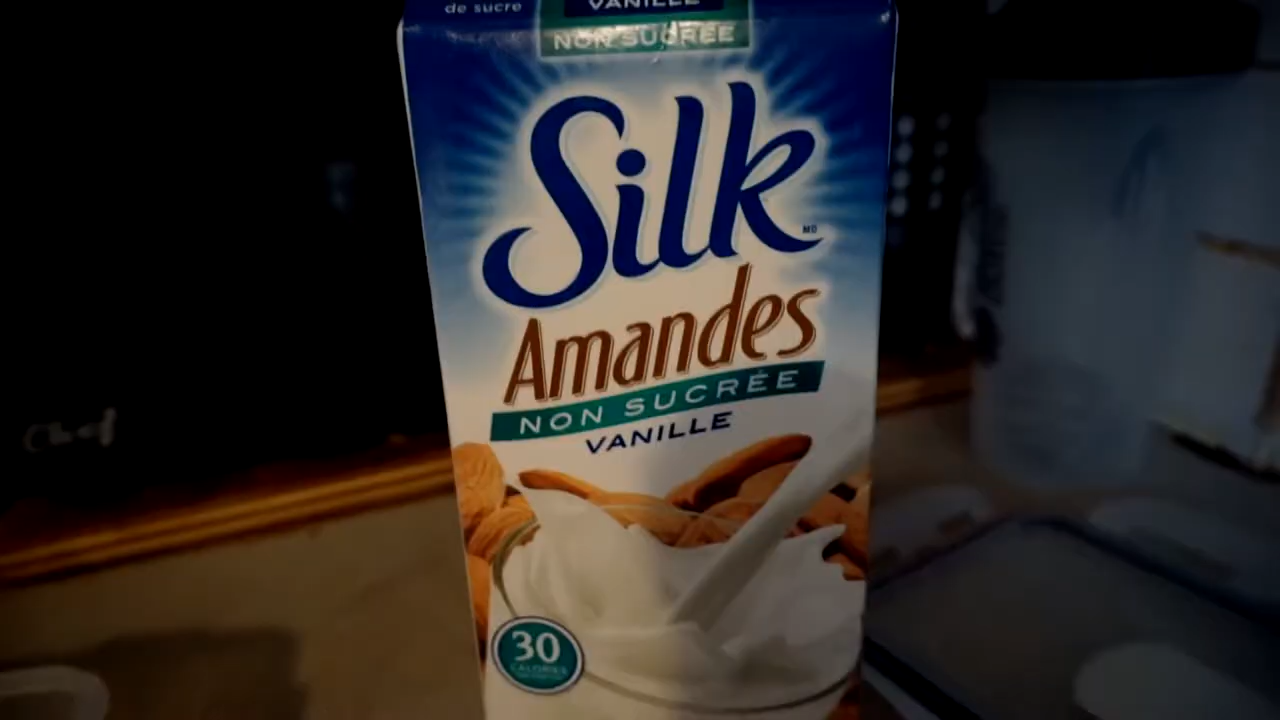 de sucre
VANILLE
NON SUCRÉE
Silk
MD
Amandes
NON SUCRÉE
VANILLE
30
CALORIES